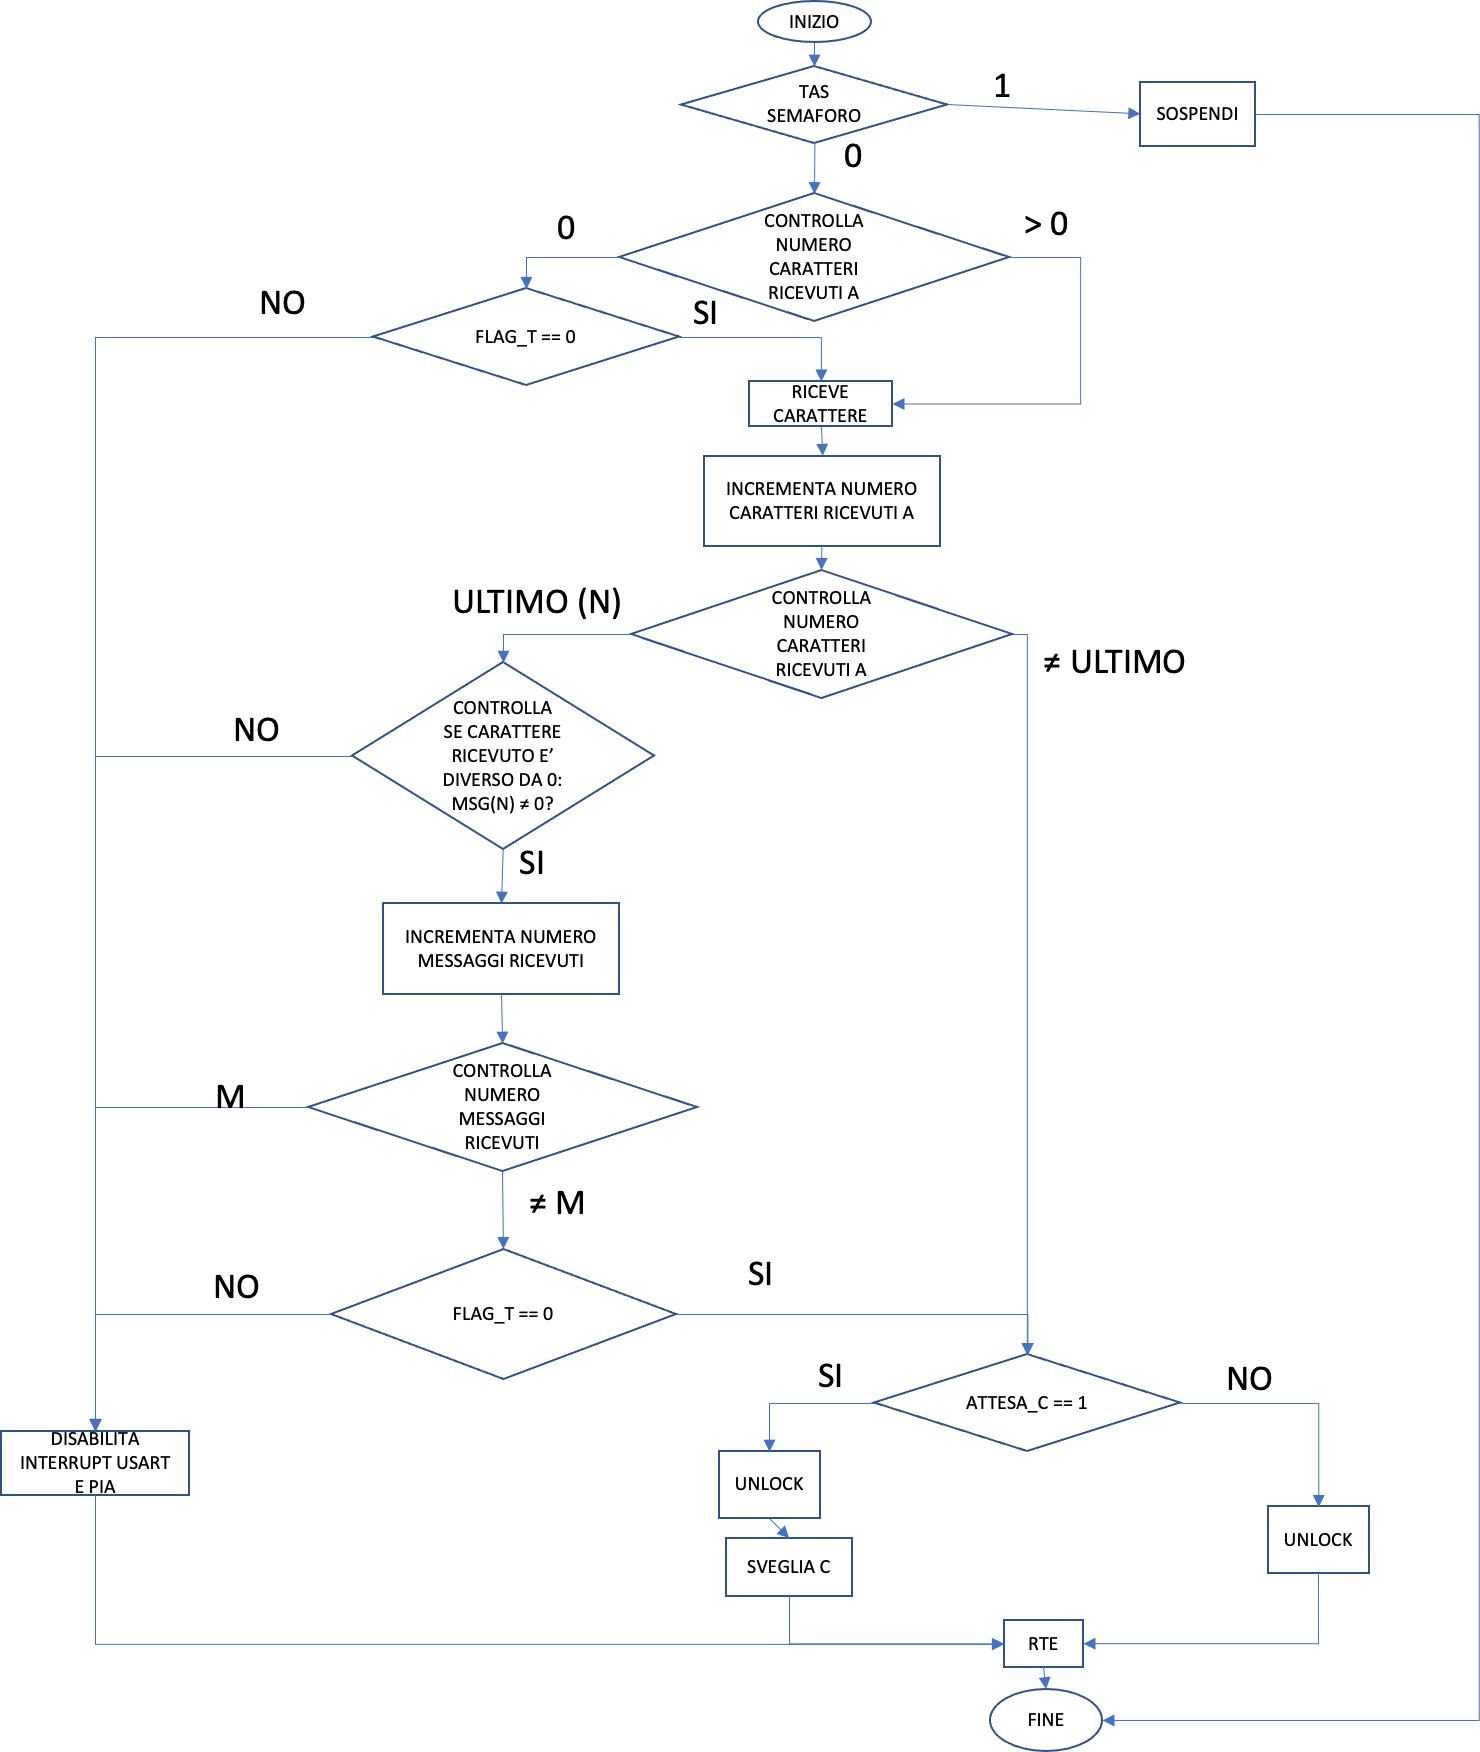 INIZIO
TAS
SEMAFORO
1
SOSPENDI
0
CONTROLLA
NUMERO
CARATTERI
RICEVUTI A
0
> 0
NO
FLAG_T == 0
SI
RICEVE
CARATTERE
INCREMENTA NUMERO
CARATTERI RICEVUTI A
ULTIMO (N)
CONTROLLA
NUMERO
CARATTERI
RICEVUTI A
≠ ULTIMO
NO
CONTROLLA
SE CARATTERE
RICEVUTO E’
DIVERSO DA 0:
MSG(N) ≠ 0?
SI
INCREMENTA NUMERO
MESSAGGI RICEVUTI
M
CONTROLLA
NUMERO
MESSAGGI
RICEVUTI
≠ M
NO
FLAG_T == 0
SI
SI
ATTESA_C == 1
NO
DISABILITA
INTERRUPT USART
E PIA
UNLOCK
UNLOCK
SVEGLIA C
RTE
FINE